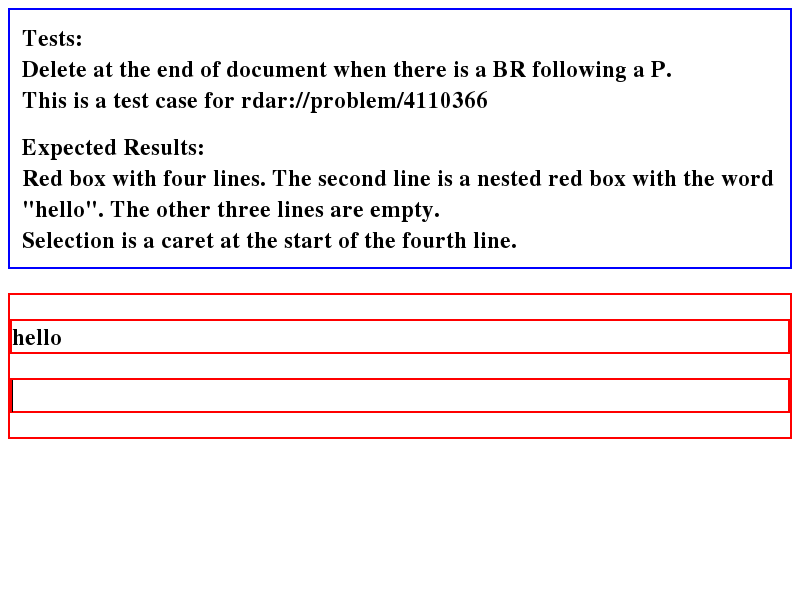 Tests:
Delete at the end of document when there is a BR following a P.
This is a test case for rdar://problem/4110366
Expected Results:
Red box with four lines. The second line is a nested red box with the word
"hello". The other three lines are empty.
Selection is a caret at the start of the fourth line.
hello